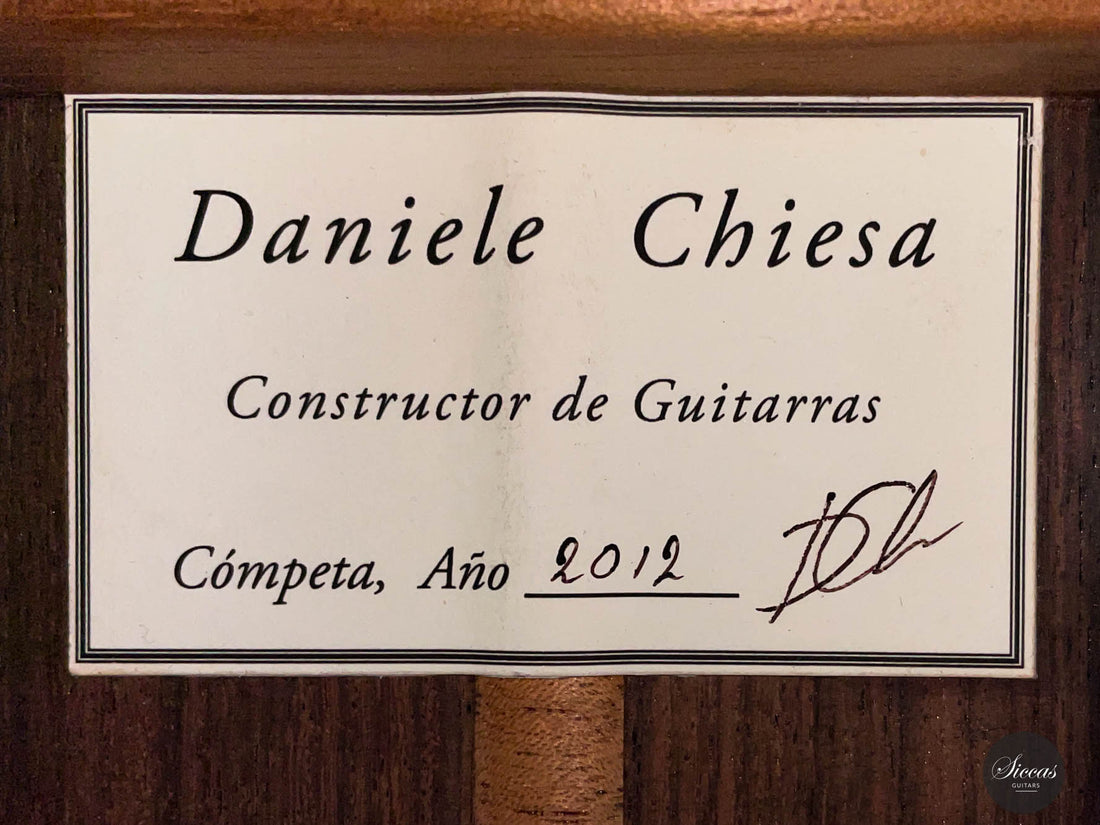 Daniele Chiesa
Constructor de Guitarras
Cómpeta, Año 2012
Siccas
GUITARS